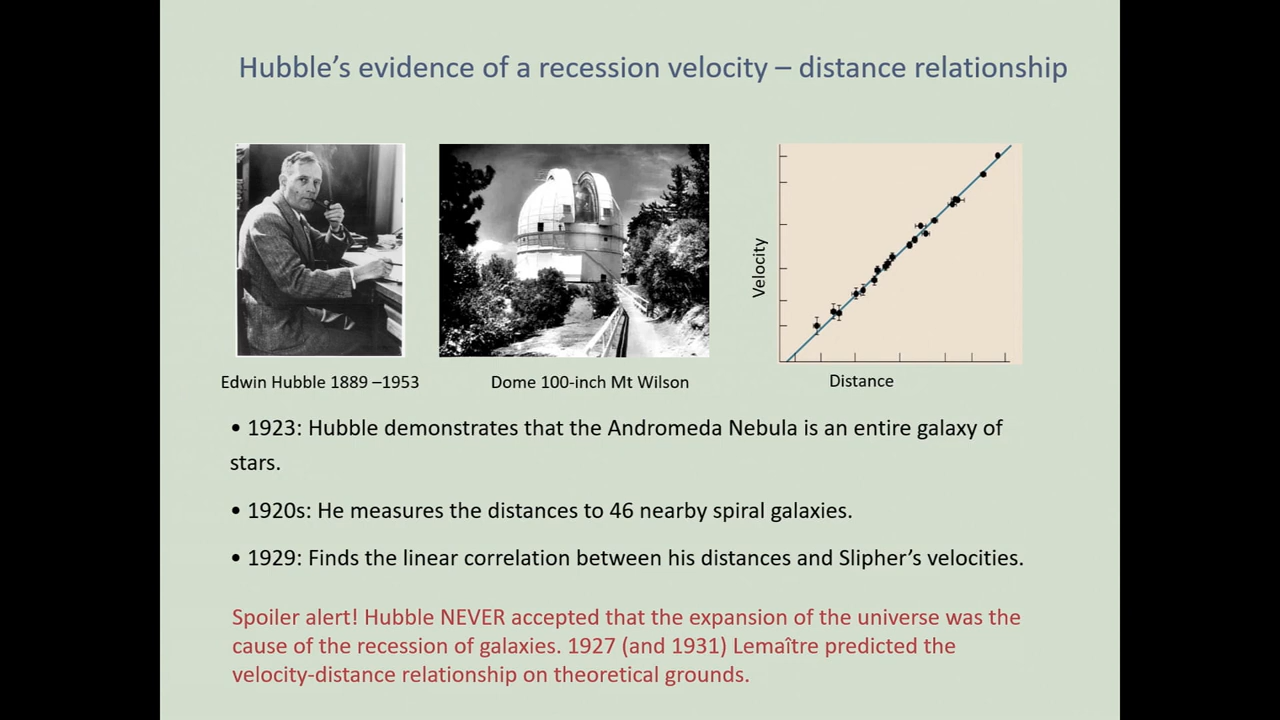 Hubble's evidence of a recession velocity – distance relationship
Velocity
Edwin Hubble 1889 –1953
Dome 100-inch Mt Wilson
Distance
• 1923: Hubble demonstrates that the Andromeda Nebula is an entire galaxy of
stars.
• 1920s: He measures the distances to 46 nearby spiral galaxies.
• 1929: Finds the linear correlation between his distances and Slipher's velocities.
Spoiler alert! Hubble NEVER accepted that the expansion of the universe was the
cause of the recession of galaxies. 1927 (and 1931) Lemaître predicted the
velocity-distance relationship on theoretical grounds.